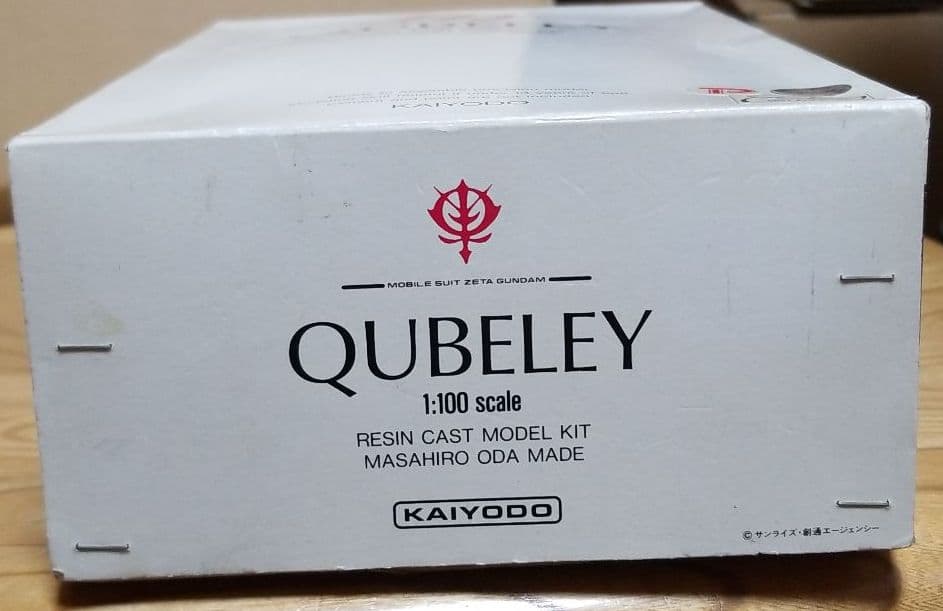 KAIYODO
MOBILE SUIT ZETA GUNDAM
QUBELEY
1:100 scale
RESIN CAST MODEL KIT
MASAHIRO ODA MADE
KAIYODO
©サンライズ・創通エージェンシー